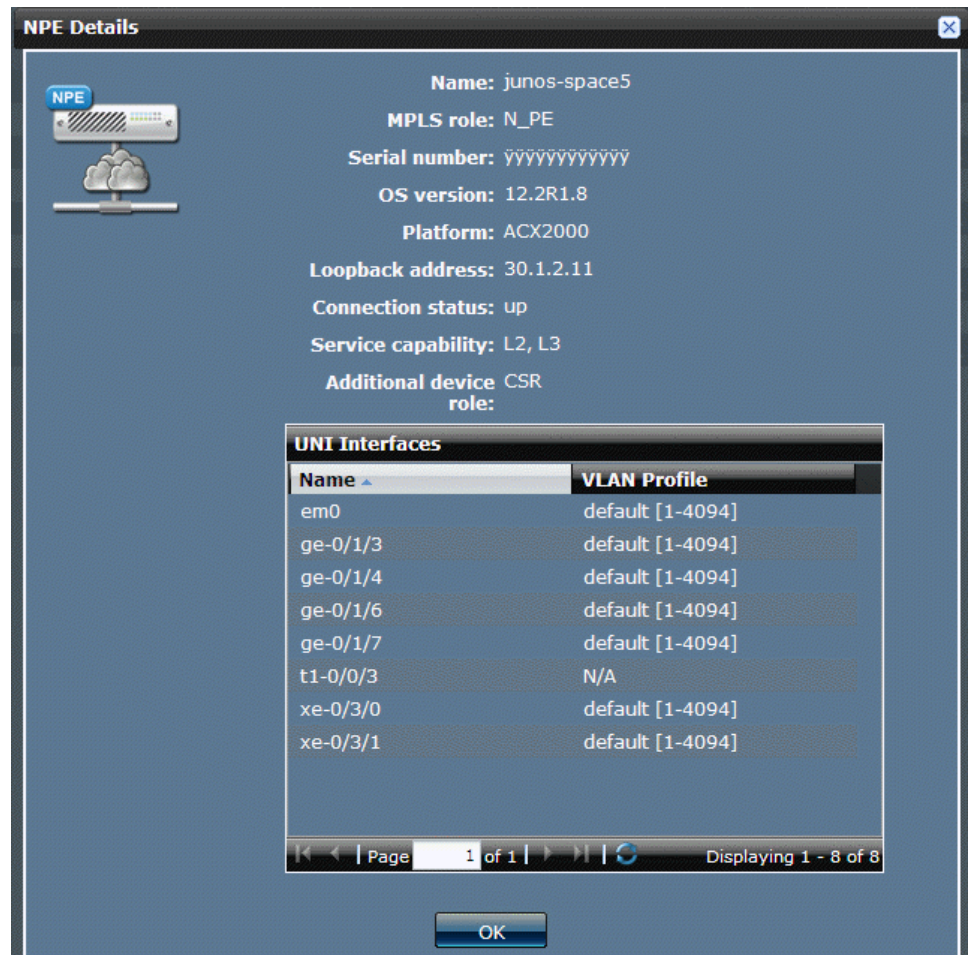 NPE Details
NPE
Name: junos-space5
MPLS role: N_PE
Serial number: ÿÿÿÿÿÿÿÿÿÿÿÿ
OS version: 12.2R1.8
Platform: ACX2000
Loopback address: 30.1.2.11
Connection status: up
Service capability: L2, L3
Additional device CSR
role:
UNI Interfaces
Name VLAN Profile
em0 default [1-4094]
ge-0/1/3 default [1-4094]
ge-0/1/4 default [1-4094]
ge-0/1/6 default [1-4094]
ge-0/1/7 default [1-4094]
t1-0/0/3 N/A
xe-0/3/0 default [1-4094]
xe-0/3/1 default [1-4094]
Page 1 of 1 Displaying 1 - 8 of 8
OK